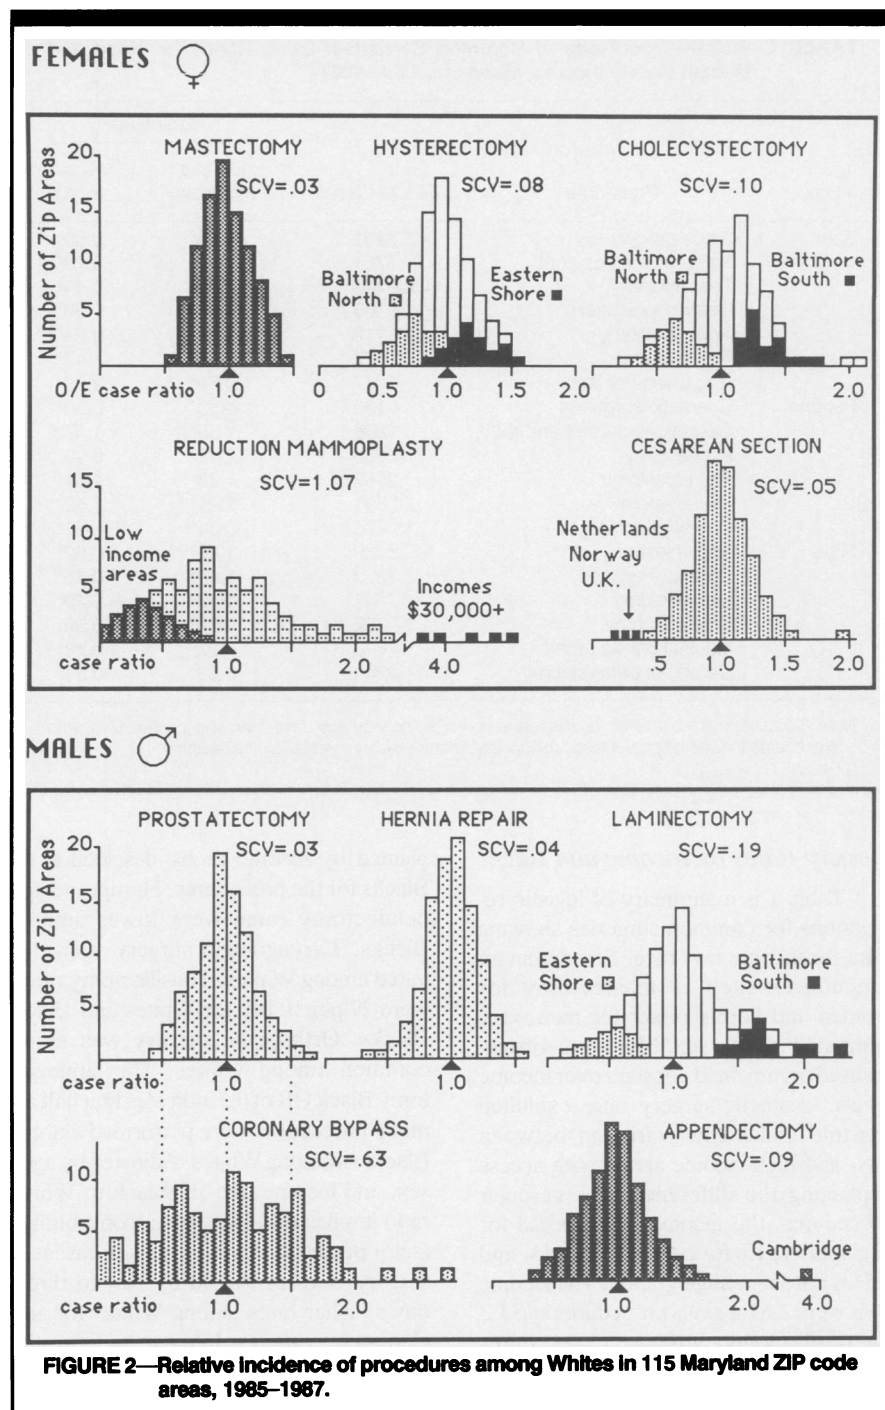 FEMALES
MASTECTOMY
SCV=.03
HYSTERECTOMY
SCV=.08
CHOLECYSTECTOMY
SCV=.10
Number of Zip Areas
20
15
10
5
Baltimore
North
Eastern
Shore
Baltimore
North
Baltimore
South
O/E case ratio
1.0
0
0.5
1.0
1.5
2.0
1.0
2.0
REDUCTION MAMMOPLASTY
SCV=1.07
CESAREAN SECTION
SCV=.05
15
10
5
Low
income
areas
Incomes
$30,000+
Netherlands
Norway
U.K.
case ratio
1.0
2.0
4.0
.5
1.0
1.5
2.0
MALES
PROSTATECTOMY
SCV=.03
HERNIA REPAIR
SCV=.04
LAMINECTOMY
SCV=.19
Number of Zip Areas
20
15
10
5
Eastern
Shore
Baltimore
South
case ratio
1.0
1.0
1.0
2.0
CORONARY BYPASS
SCV=.63
APPENDECTOMY
SCV=.09
10
5
Cambridge
case ratio
1.0
2.0
1.0
2.0
4.0
FIGURE 2—Relative incidence of procedures among Whites in 115 Maryland ZIP code
areas, 1985–1987.